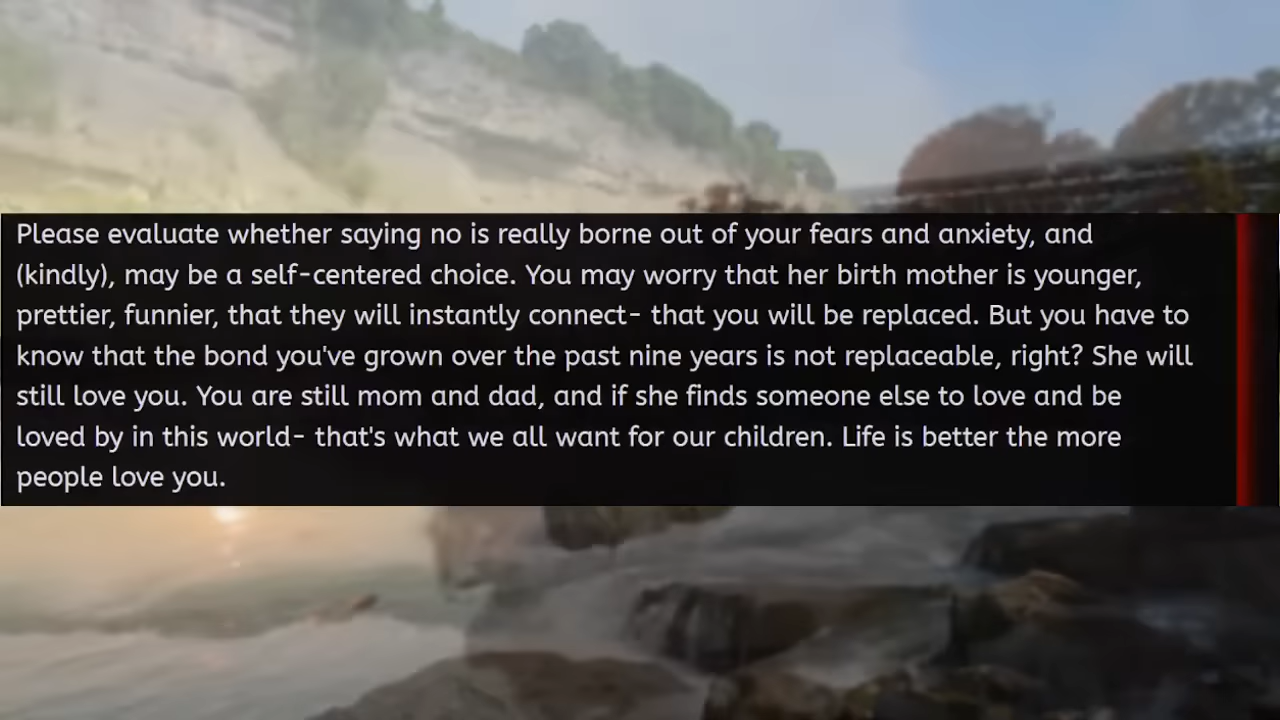 Please evaluate whether saying no is really borne out of your fears and anxiety, and
(kindly), may be a self-centered choice. You may worry that her birth mother is younger,
prettier, funnier, that they will instantly connect- that you will be replaced. But you have to
know that the bond you've grown over the past nine years is not replaceable, right? She will
still love you. You are still mom and dad, and if she finds someone else to love and be
loved by in this world- that's what we all want for our children. Life is better the more
people love you.